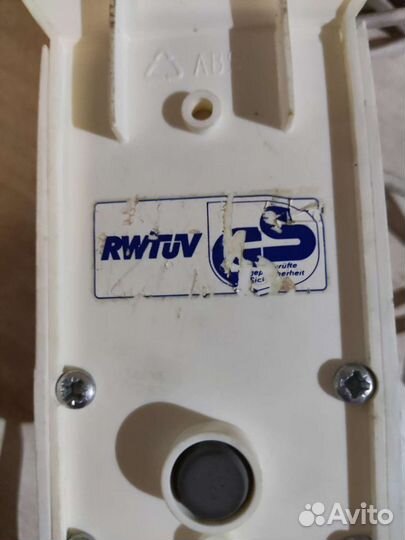 ABS
RWTÜV
GS
geprüfte
Sicherheit
Avito